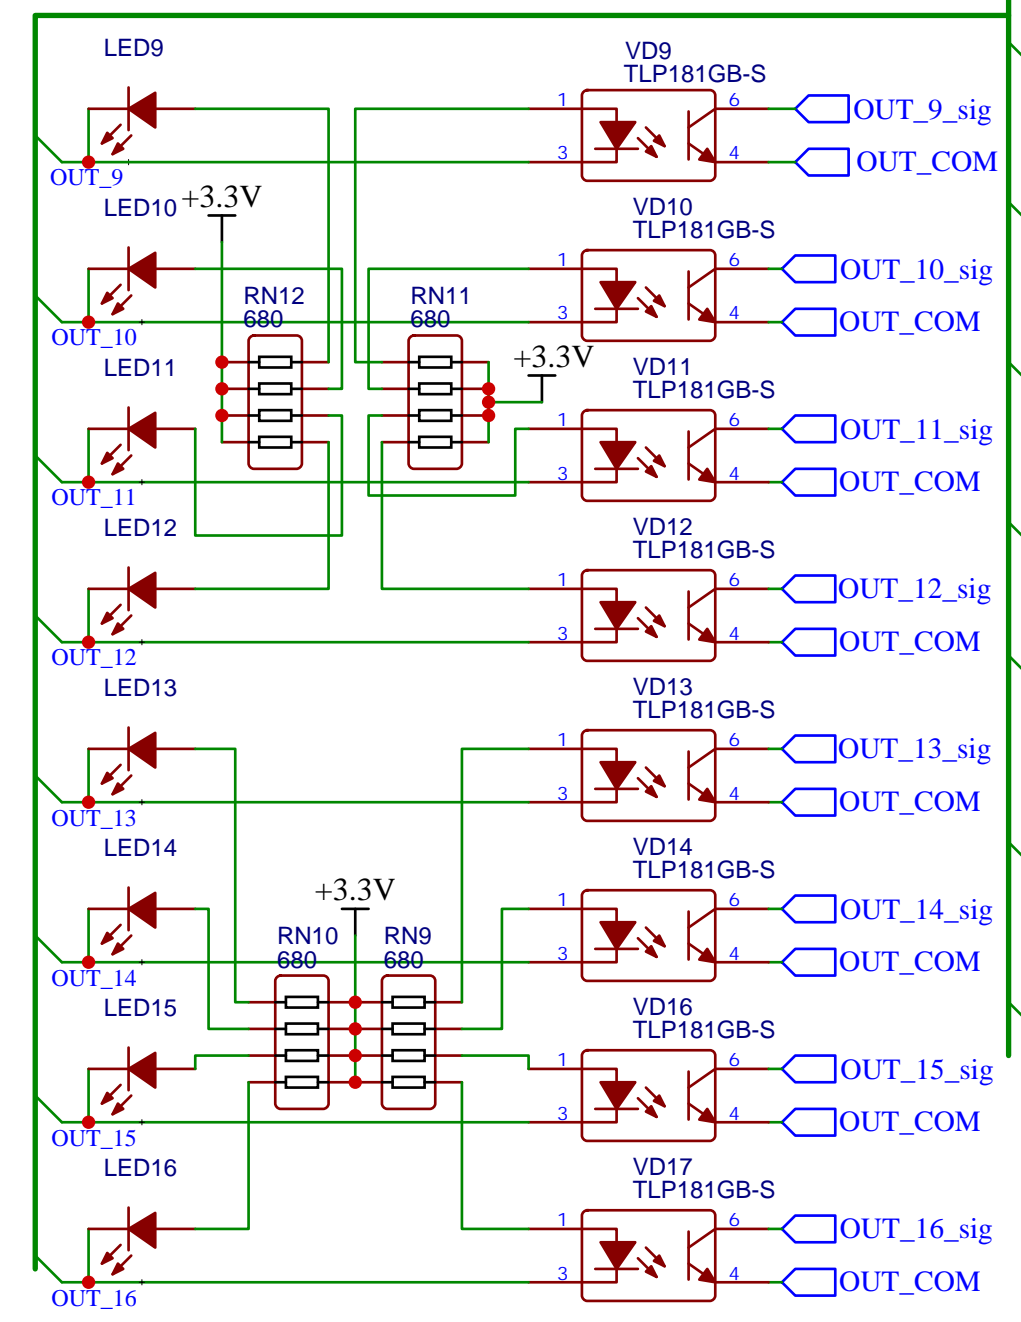 LED9
VD9
TLP181GB-S
1
6
OUT_9_sig
3
4
OUT_COM
OUT_9
LED10
+3.3V
VD10
TLP181GB-S
1
6
OUT_10_sig
RN12
680
RN11
680
3
4
OUT_COM
OUT_10
LED11
+3.3V
VD11
TLP181GB-S
1
6
OUT_11_sig
3
4
OUT_COM
OUT_11
LED12
VD12
TLP181GB-S
1
6
OUT_12_sig
3
4
OUT_COM
OUT_12
LED13
VD13
TLP181GB-S
1
6
OUT_13_sig
3
4
OUT_COM
OUT_13
LED14
VD14
TLP181GB-S
+3.3V
1
6
OUT_14_sig
RN10
680
RN9
680
3
4
OUT_COM
OUT_14
LED15
VD16
TLP181GB-S
1
6
OUT_15_sig
3
4
OUT_COM
OUT_15
LED16
VD17
TLP181GB-S
1
6
OUT_16_sig
3
4
OUT_COM
OUT_16